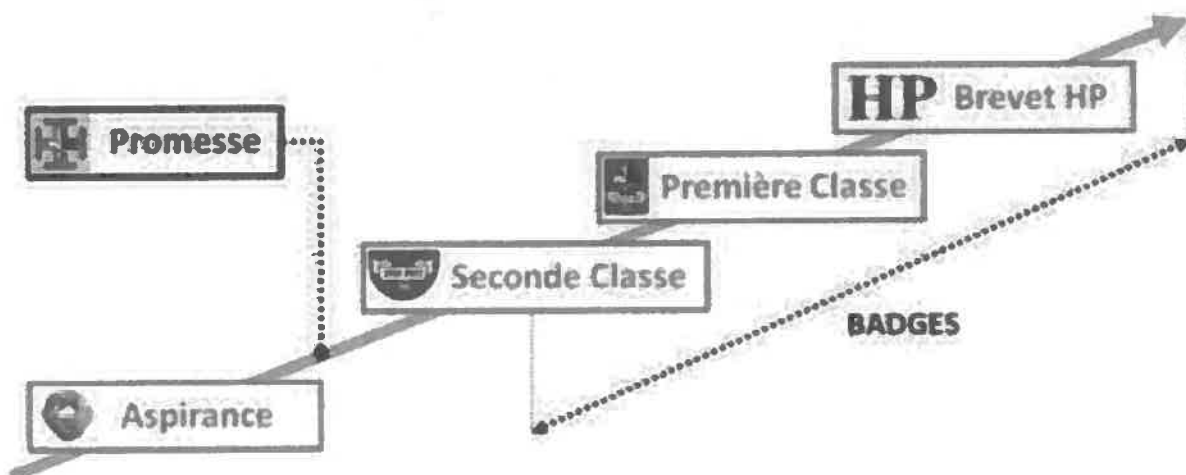 HP Brevet HP
Promesse
Première Classe
Seconde Classe
BADGES
Aspirance